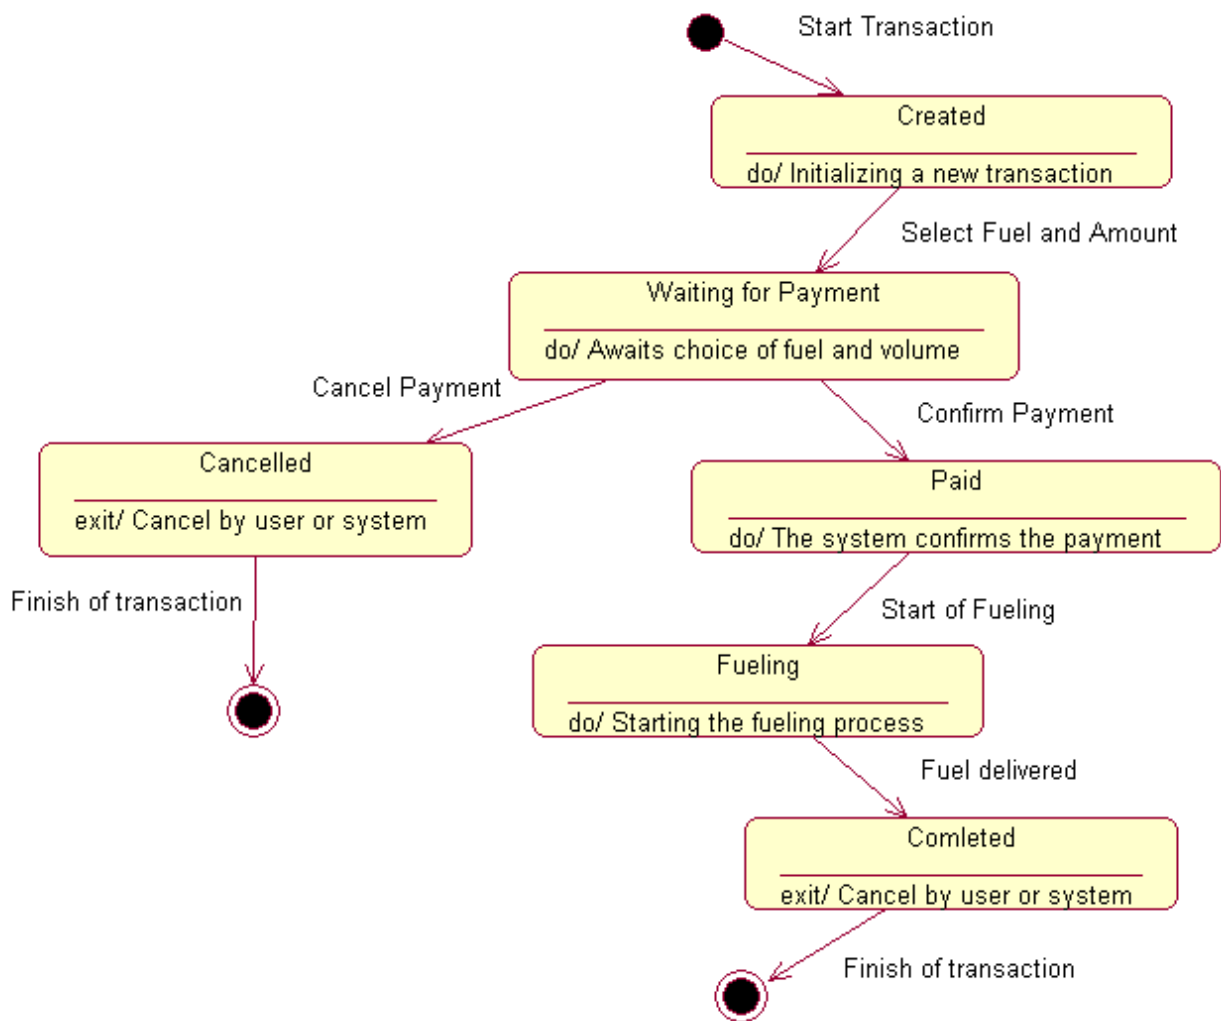 Start Transaction
Created
do/ Initializing a new transaction
Select Fuel and Amount
Waiting for Payment
do/ Awaits choice of fuel and volume
Cancel Payment
Confirm Payment
Cancelled
exit/ Cancel by user or system
Paid
do/ The system confirms the payment
Finish of transaction
Start of Fueling
Fueling
do/ Starting the fueling process
Fuel delivered
Comleted
exit/ Cancel by user or system
Finish of transaction